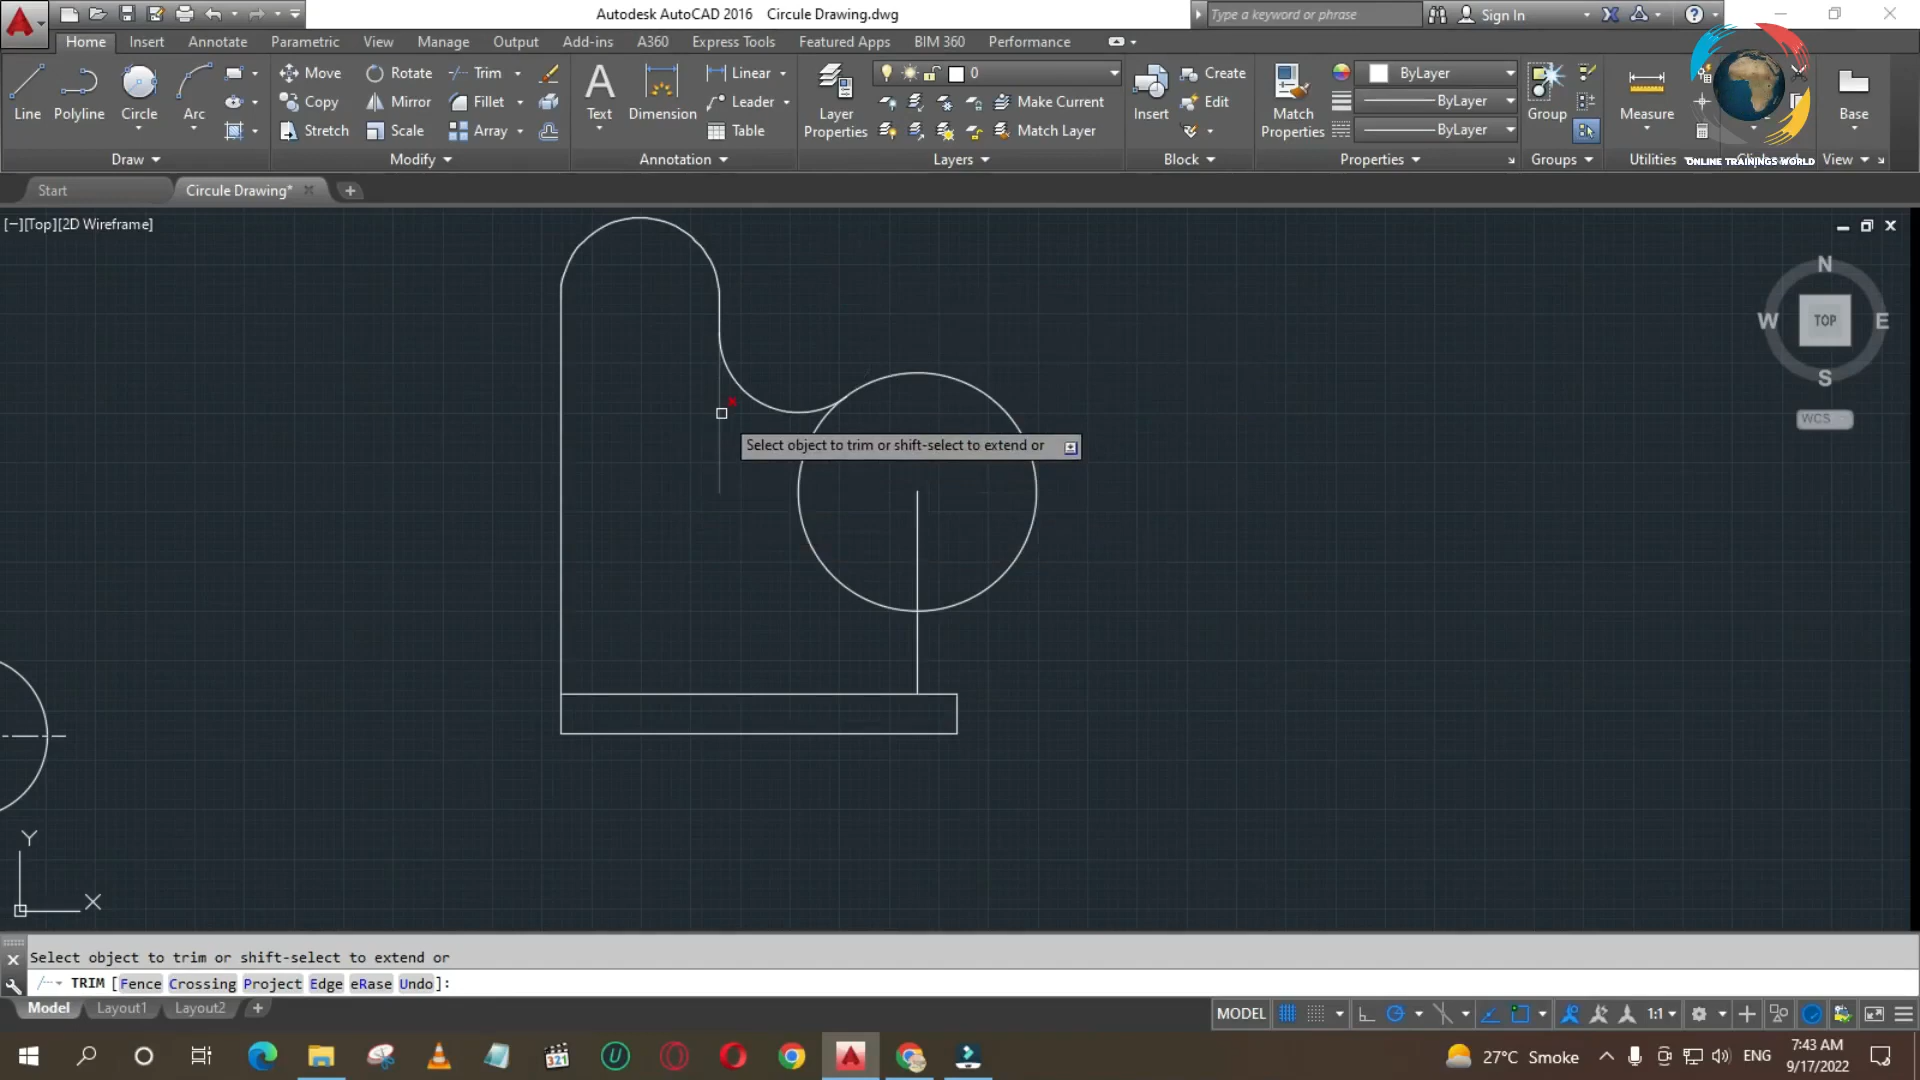 Autodesk AutoCAD 2016 Circule Drawing.dwg
Type a keyword or phrase
Sign In
Home Insert Annotate Parametric View Manage Output Add-ins A360 Express Tools Featured Apps BIM 360 Performance
Line Polyline Circle Arc
Move Rotate Trim
Copy Mirror Fillet
Stretch Scale Array
Text Dimension
Linear
Leader
Table
Layer Properties
0
Make Current
Match Layer
Insert
Create
Edit
Match Properties
ByLayer
ByLayer
ByLayer
Group
Measure
Base
ONLINE TRAININGS WORLD
Draw Modify Annotation Layers Block Properties Groups Utilities View
Start Circule Drawing*
[−][Top][2D Wireframe]
N
W TOP E
S
WCS
Select object to trim or shift-select to extend or
Y
X
Select object to trim or shift-select to extend or
TRIM [Fence Crossing Project Edge eRase Undo]:
Model Layout1 Layout2
MODEL 1:1
321
27°C Smoke
ENG
7:43 AM
9/17/2022